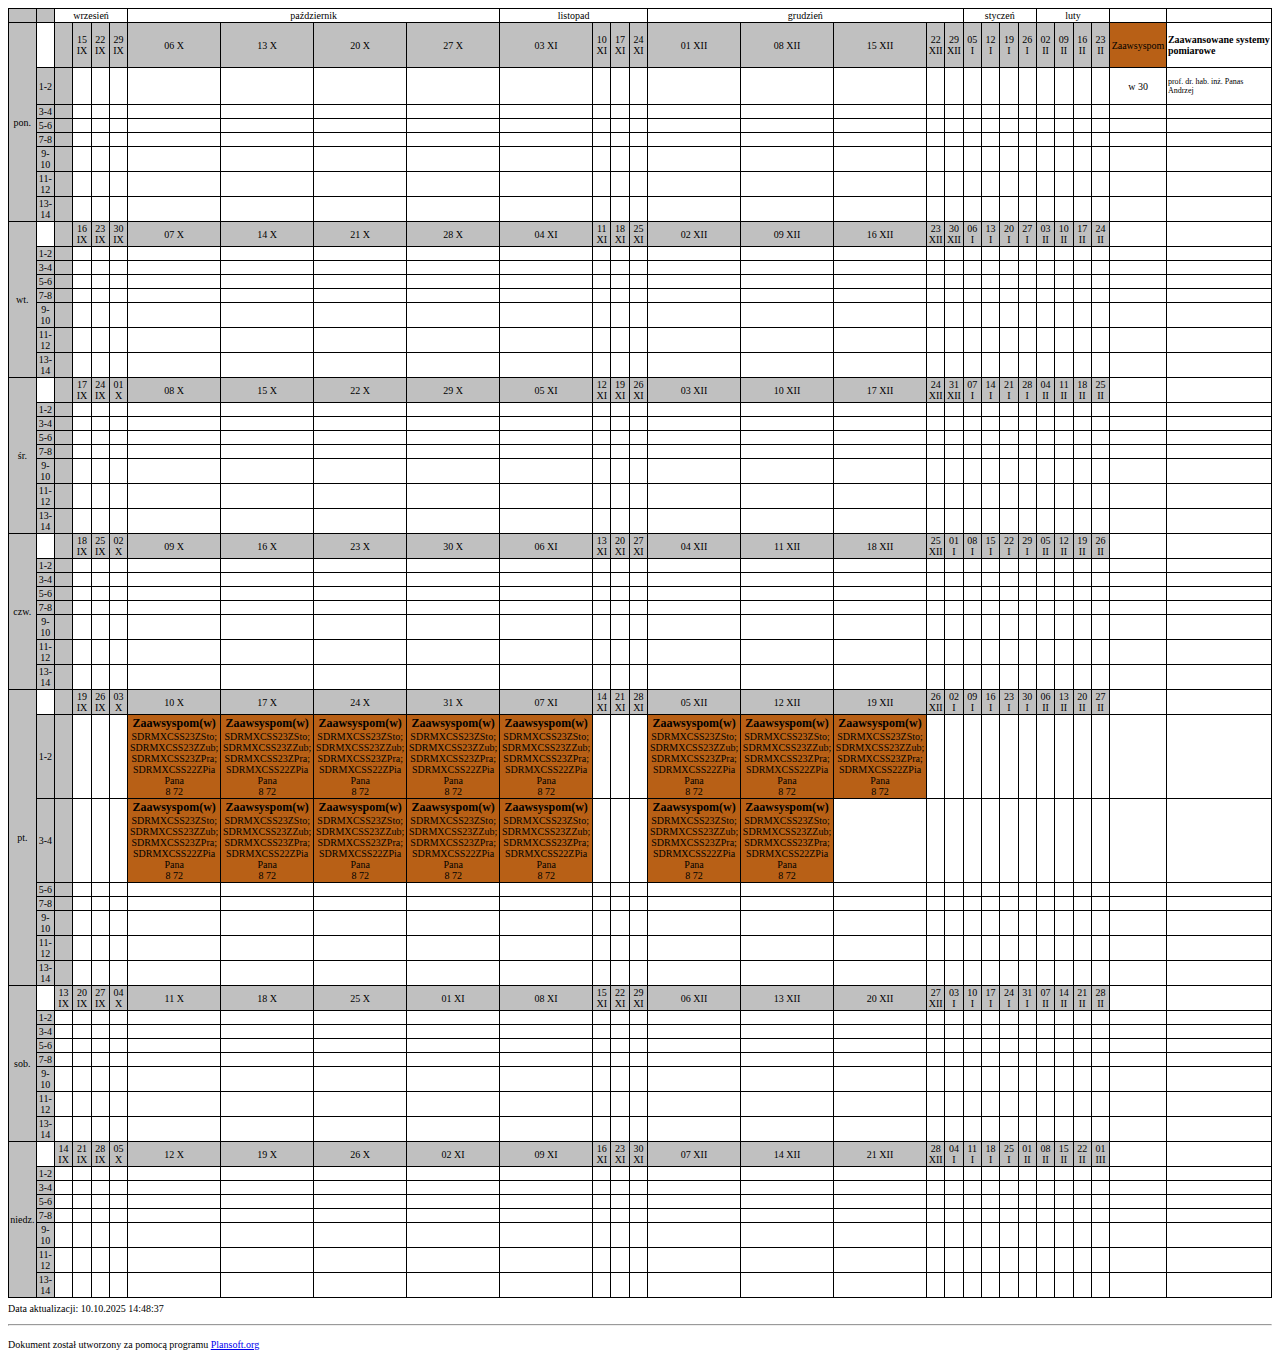 wrzesień październik listopad grudzień styczeń luty
pon. 15 IX 22 IX 29 IX 06 X 13 X 20 X 27 X 03 XI 10 XI 17 XI 24 XI 01 XII 08 XII 15 XII 22 XII 29 XII 05 I 12 I 19 I 26 I 02 II 09 II 16 II 23 II Zaawsyspom Zaawansowane systemy pomiarowe
1-2 w 30 prof. dr. hab. inż. Panas Andrzej
3-4
5-6
7-8
9-10
11-12
13-14
wt. 16 IX 23 IX 30 IX 07 X 14 X 21 X 28 X 04 XI 11 XI 18 XI 25 XI 02 XII 09 XII 16 XII 23 XII 30 XII 06 I 13 I 20 I 27 I 03 II 10 II 17 II 24 II
1-2
3-4
5-6
7-8
9-10
11-12
13-14
śr. 17 IX 24 IX 01 X 08 X 15 X 22 X 29 X 05 XI 12 XI 19 XI 26 XI 03 XII 10 XII 17 XII 24 XII 31 XII 07 I 14 I 21 I 28 I 04 II 11 II 18 II 25 II
1-2
3-4
5-6
7-8
9-10
11-12
13-14
czw. 18 IX 25 IX 02 X 09 X 16 X 23 X 30 X 06 XI 13 XI 20 XI 27 XI 04 XII 11 XII 18 XII 25 XII 01 I 08 I 15 I 22 I 29 I 05 II 12 II 19 II 26 II
1-2
3-4
5-6
7-8
9-10
11-12
13-14
pt. 19 IX 26 IX 03 X 10 X 17 X 24 X 31 X 07 XI 14 XI 21 XI 28 XI 05 XII 12 XII 19 XII 26 XII 02 I 09 I 16 I 23 I 30 I 06 II 13 II 20 II 27 II
1-2
Zaawsyspom(w) Zaawsyspom(w) Zaawsyspom(w) Zaawsyspom(w) Zaawsyspom(w) Zaawsyspom(w) Zaawsyspom(w) Zaawsyspom(w)
SDRMXCSS23ZSto; SDRMXCSS23ZSto; SDRMXCSS23ZSto; SDRMXCSS23ZSto; SDRMXCSS23ZSto; SDRMXCSS23ZSto; SDRMXCSS23ZSto; SDRMXCSS23ZSto;
SDRMXCSS23ZZub; SDRMXCSS23ZZub; SDRMXCSS23ZZub; SDRMXCSS23ZZub; SDRMXCSS23ZZub; SDRMXCSS23ZZub; SDRMXCSS23ZZub; SDRMXCSS23ZZub;
SDRMXCSS23ZPra; SDRMXCSS23ZPra; SDRMXCSS23ZPra; SDRMXCSS23ZPra; SDRMXCSS23ZPra; SDRMXCSS23ZPra; SDRMXCSS23ZPra; SDRMXCSS23ZPra;
SDRMXCSS22ZPia SDRMXCSS22ZPia SDRMXCSS22ZPia SDRMXCSS22ZPia SDRMXCSS22ZPia SDRMXCSS22ZPia SDRMXCSS22ZPia SDRMXCSS22ZPia
Pana Pana Pana Pana Pana Pana Pana Pana
8 72 8 72 8 72 8 72 8 72 8 72 8 72 8 72
3-4
Zaawsyspom(w) Zaawsyspom(w) Zaawsyspom(w) Zaawsyspom(w) Zaawsyspom(w) Zaawsyspom(w) Zaawsyspom(w)
SDRMXCSS23ZSto; SDRMXCSS23ZSto; SDRMXCSS23ZSto; SDRMXCSS23ZSto; SDRMXCSS23ZSto; SDRMXCSS23ZSto; SDRMXCSS23ZSto;
SDRMXCSS23ZZub; SDRMXCSS23ZZub; SDRMXCSS23ZZub; SDRMXCSS23ZZub; SDRMXCSS23ZZub; SDRMXCSS23ZZub; SDRMXCSS23ZZub;
SDRMXCSS23ZPra; SDRMXCSS23ZPra; SDRMXCSS23ZPra; SDRMXCSS23ZPra; SDRMXCSS23ZPra; SDRMXCSS23ZPra; SDRMXCSS23ZPra;
SDRMXCSS22ZPia SDRMXCSS22ZPia SDRMXCSS22ZPia SDRMXCSS22ZPia SDRMXCSS22ZPia SDRMXCSS22ZPia SDRMXCSS22ZPia
Pana Pana Pana Pana Pana Pana Pana
8 72 8 72 8 72 8 72 8 72 8 72 8 72
5-6
7-8
9-10
11-12
13-14
sob. 13 IX 20 IX 27 IX 04 X 11 X 18 X 25 X 01 XI 08 XI 15 XI 22 XI 29 XI 06 XII 13 XII 20 XII 27 XII 03 I 10 I 17 I 24 I 31 I 07 II 14 II 21 II 28 II
1-2
3-4
5-6
7-8
9-10
11-12
13-14
niedz 14 IX 21 IX 28 IX 05 X 12 X 19 X 26 X 02 XI 09 XI 16 XI 23 XI 30 XI 07 XII 14 XII 21 XII 28 XII 04 I 11 I 18 I 25 I 01 II 08 II 15 II 22 II 01 III
1-2
3-4
5-6
7-8
9-10
11-12
13-14
Data aktualizacji: 10.10.2025 14:48:37
Dokument został utworzony za pomocą programu Plansoft.org